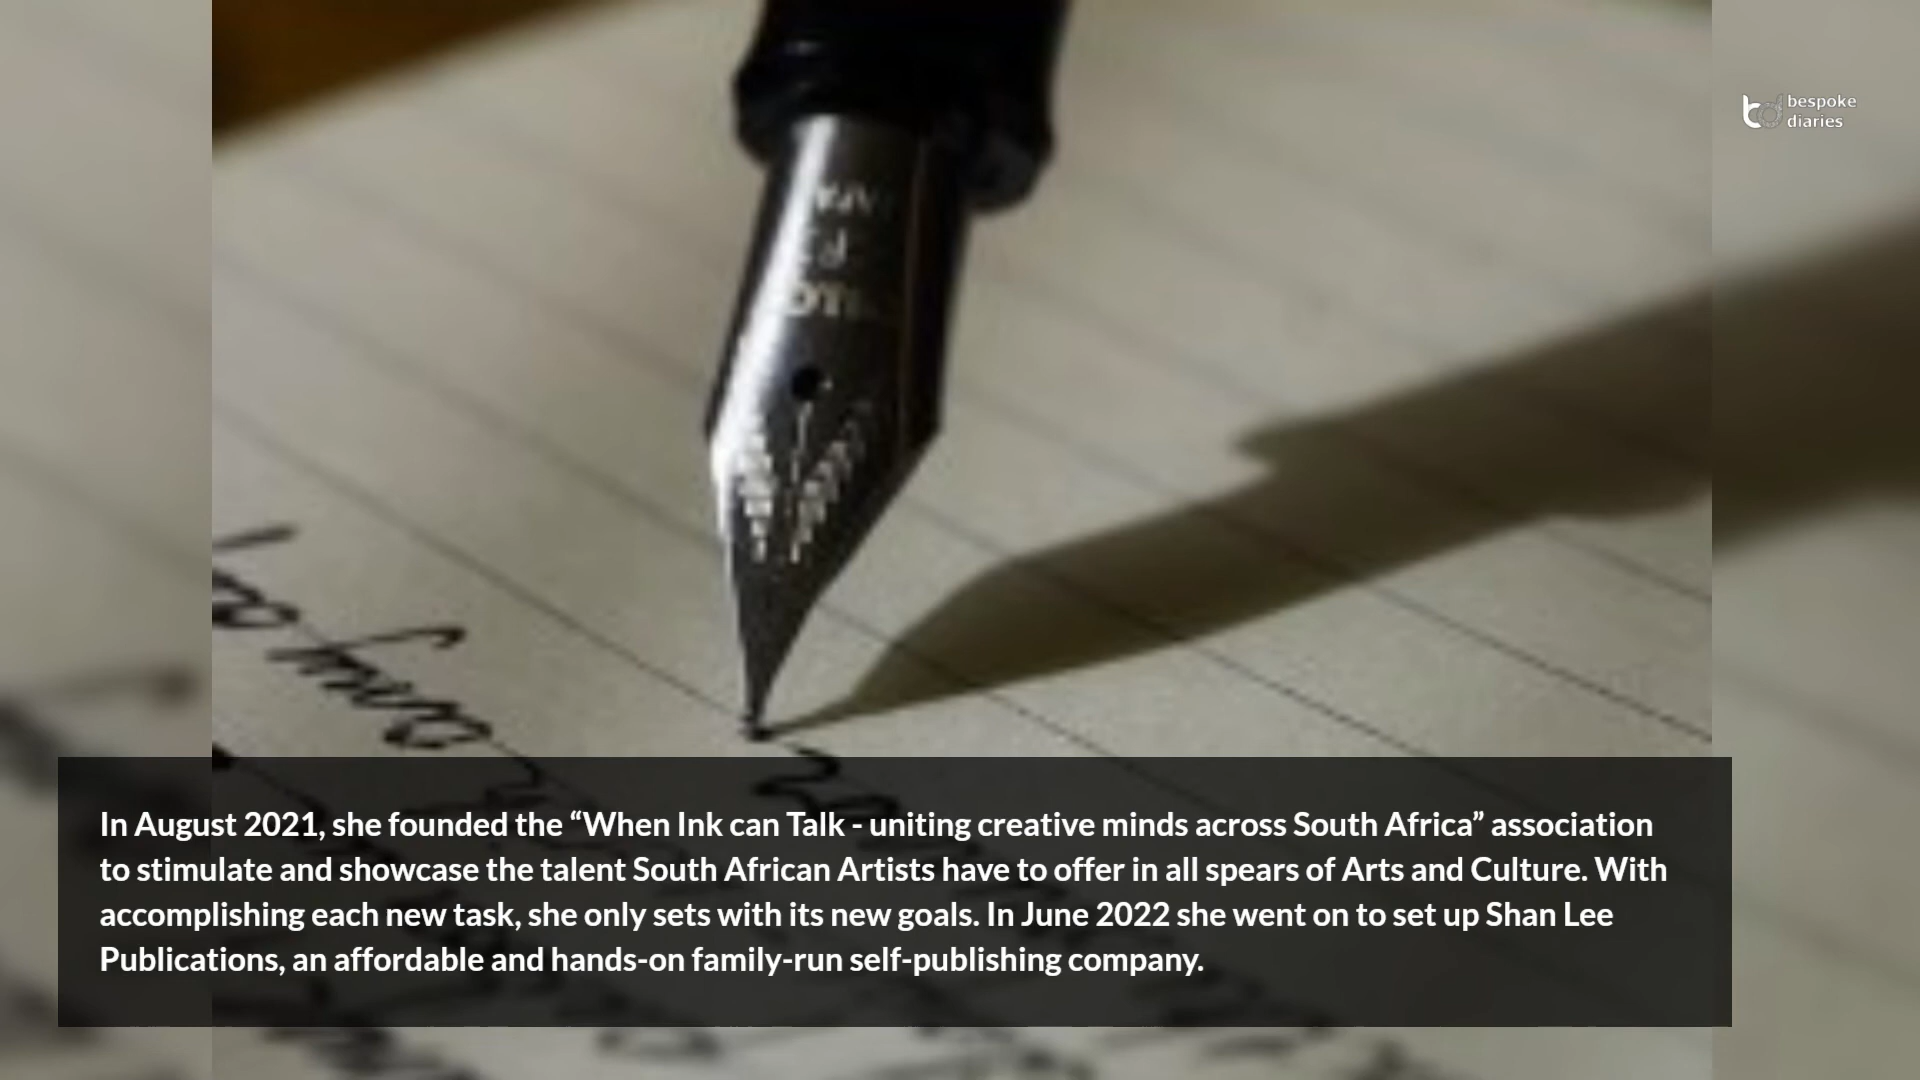 bespoke
diaries
In August 2021, she founded the “When Ink can Talk - uniting creative minds across South Africa” association
to stimulate and showcase the talent South African Artists have to offer in all spears of Arts and Culture. With
accomplishing each new task, she only sets with its new goals. In June 2022 she went on to set up Shan Lee
Publications, an affordable and hands-on family-run self-publishing company.